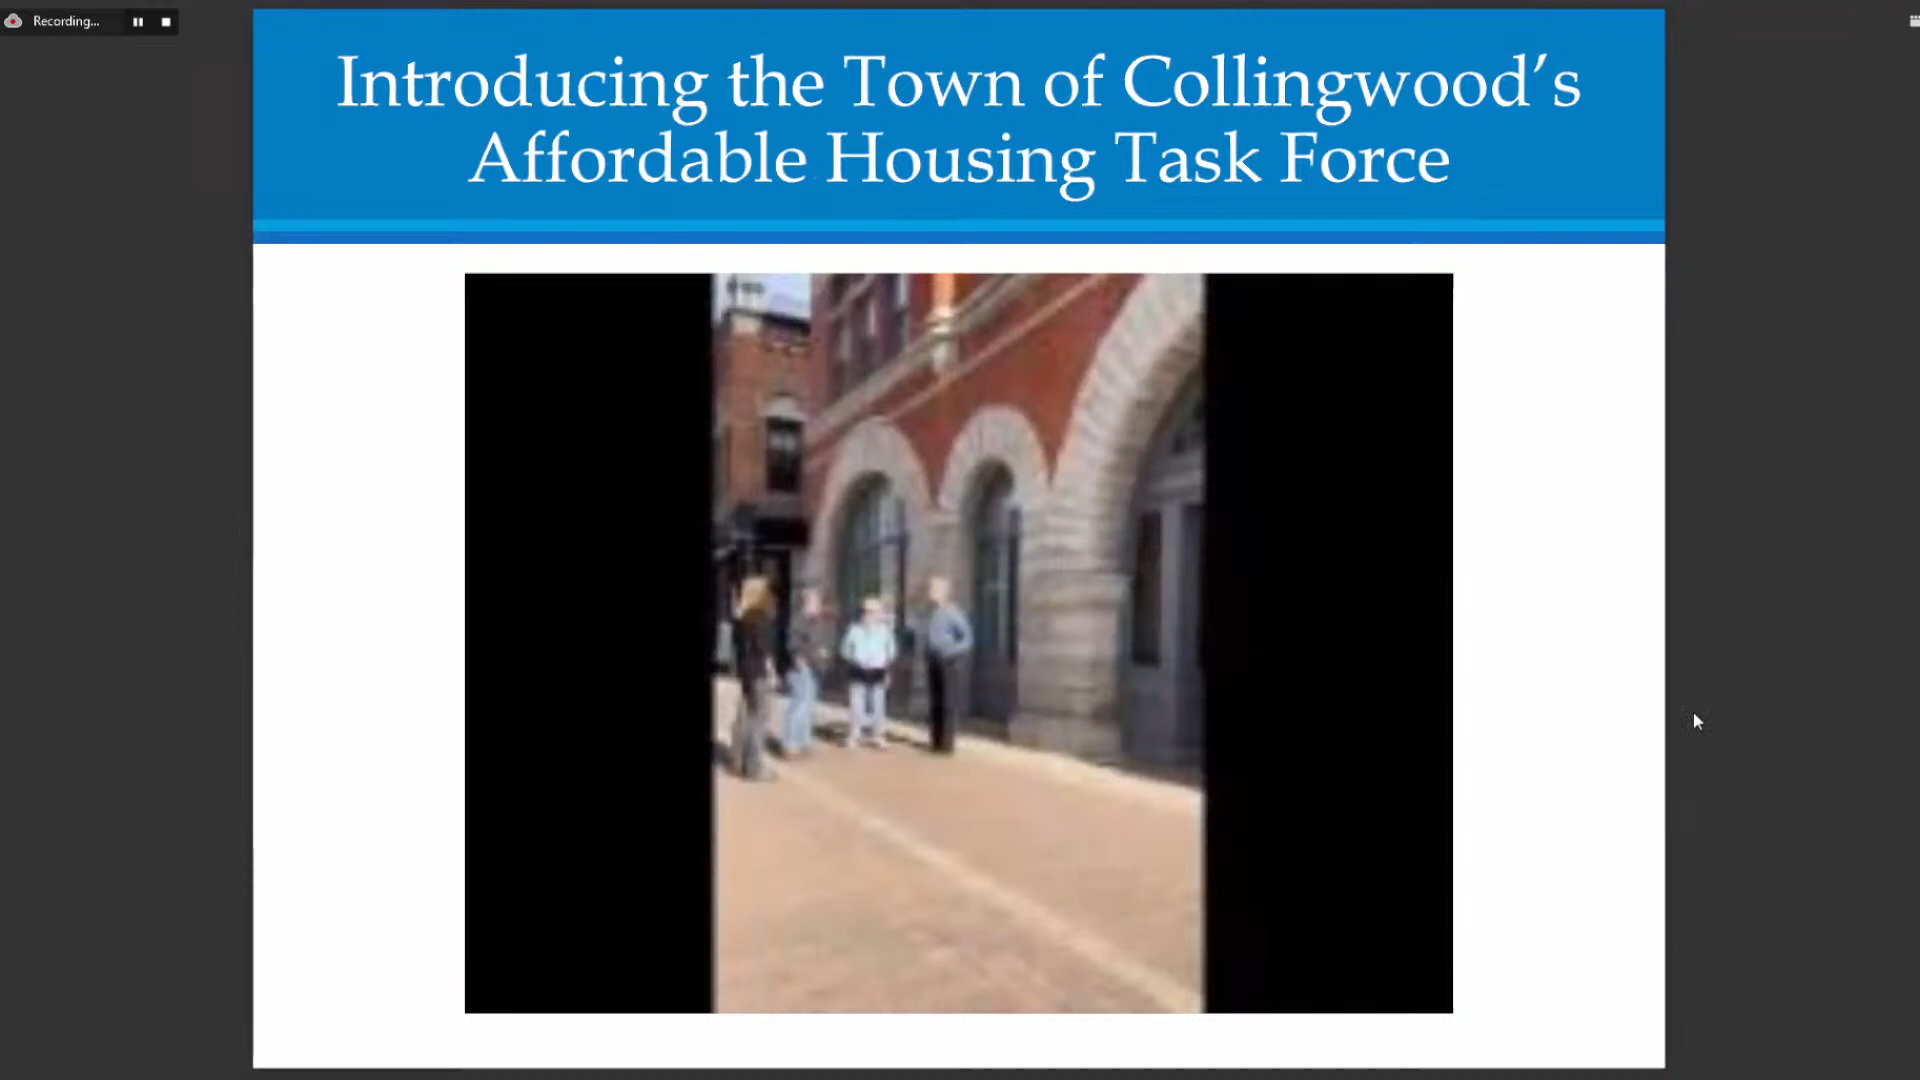 Recording...
Introducing the Town of Collingwood’s
Affordable Housing Task Force